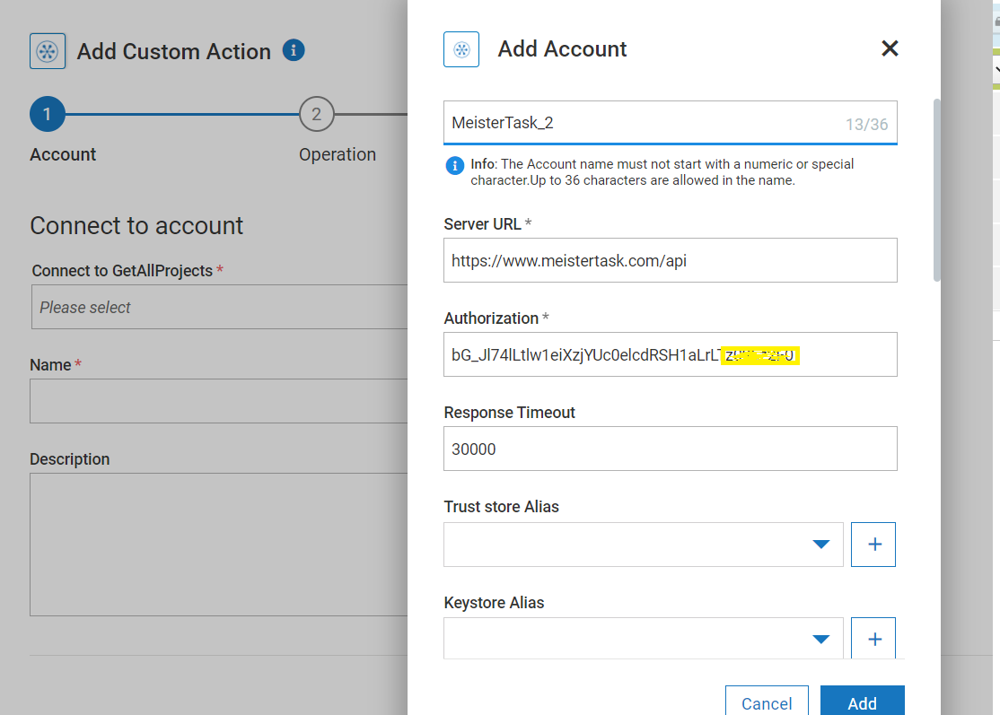 Add Custom Action
Add Account
1
2
Account
Operation
MeisterTask_2
13/36
Info: The Account name must not start with a numeric or special
character.Up to 36 characters are allowed in the name.
Connect to account
Server URL *
https://www.meistertask.com/api
Connect to GetAllProjects *
Please select
Authorization *
Name *
Response Timeout
30000
Description
Trust store Alias
Keystore Alias
Cancel
Add